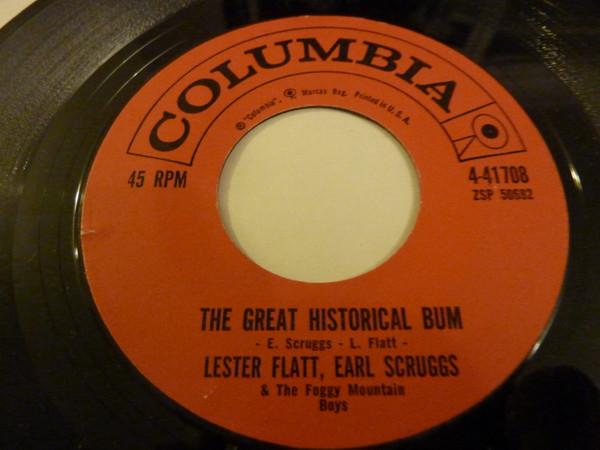 COLUMBIA
® "Columbia", Marcas Reg. Printed in U.S.A.
45 RPM
4-41708
ZSP 50682
THE GREAT HISTORICAL BUM
- E. Scruggs - L. Flatt -
LESTER FLATT, EARL SCRUGGS
& The Foggy Mountain
Boys